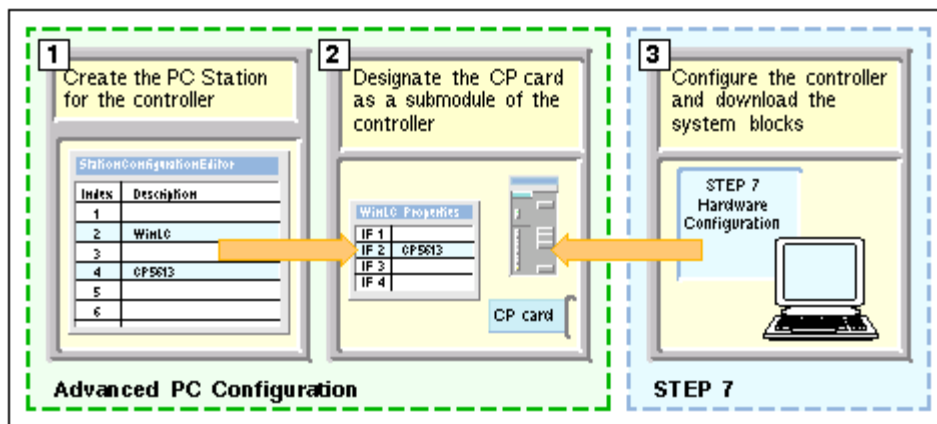 1
Create the PC Station
for the controller
StationConfigurationEditor
Index Description
1
2 WinLC
3
4 CP5613
5
6
2
Designate the CP card
as a submodule of the
controller
WinLC Properties
IF 1
IF 2 CP5613
IF 3
IF 4
CP card
Advanced PC Configuration
3
Configure the controller
and download the
system blocks
STEP 7
Hardware
Configuration
STEP 7